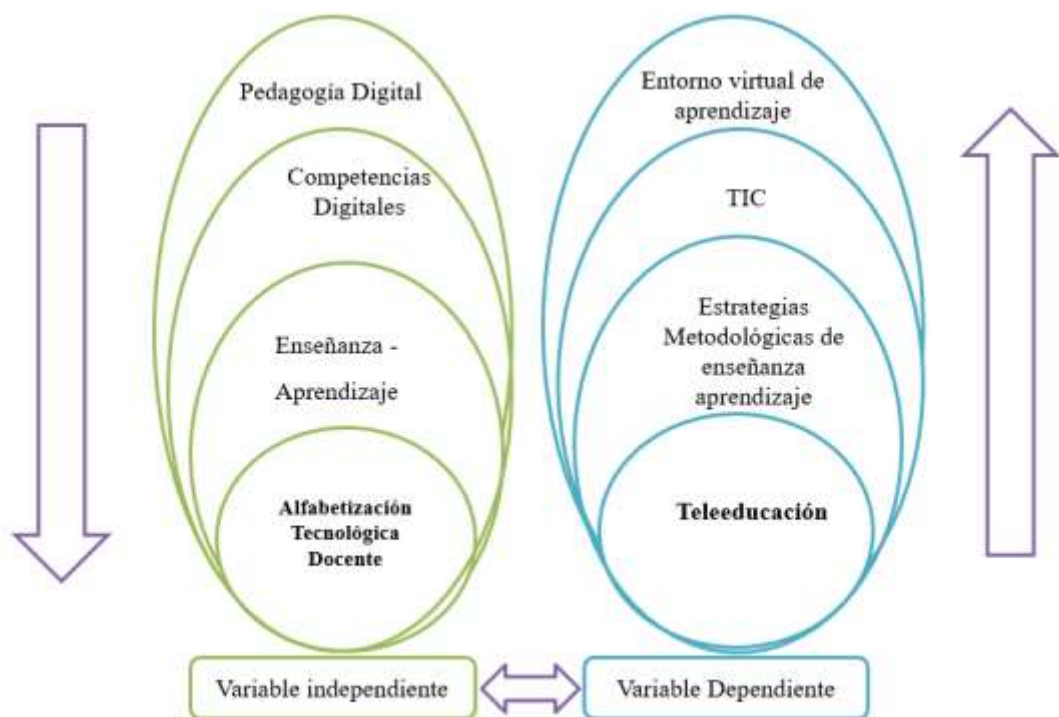 Pedagogía Digital
Competencias
Digitales
Enseñanza -
Aprendizaje
Alfabetización
Tecnológica
Docente
Variable independiente
Entorno virtual de
aprendizaje
TIC
Estrategias
Metodológicas de
enseñanza
aprendizaje
Teleeducación
Variable Dependiente